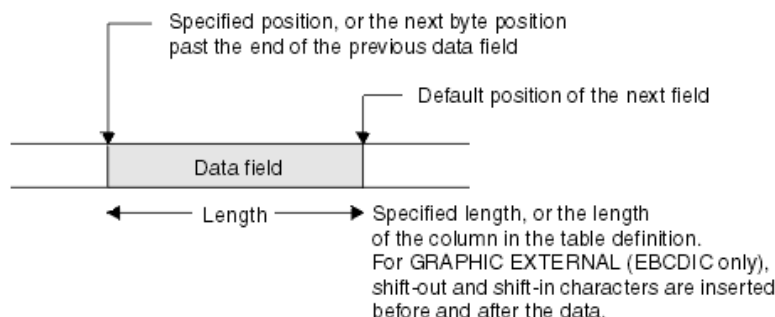 Specified position, or the next byte position
past the end of the previous data field
Default position of the next field
Data field
Length
Specified length, or the length
of the column in the table definition.
For GRAPHIC EXTERNAL (EBCDIC only),
shift-out and shift-in characters are inserted
before and after the data.